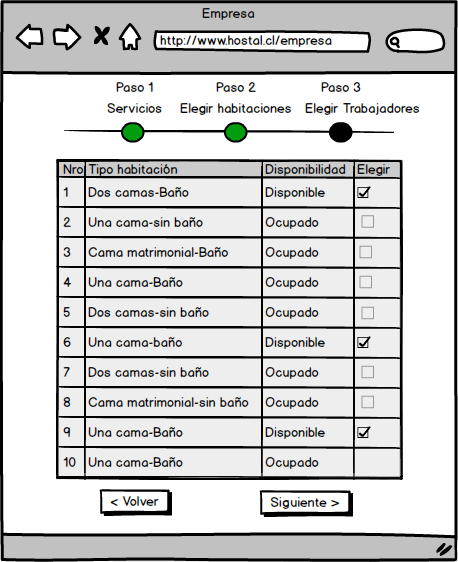 Empresa
http://www.hostal.cl/empresa
Paso 1 Paso 2 Paso 3
Servicios Elegir habitaciones Elegir Trabajadores
Nro Tipo habitación Disponibilidad Elegir
1 Dos camas-Baño Disponible
2 Una cama-sin baño Ocupado
3 Cama matrimonial-Baño Ocupado
4 Una cama-Baño Ocupado
5 Dos camas-sin baño Ocupado
6 Una cama-baño Disponible
7 Dos camas-sin baño Ocupado
8 Cama matrimonial-sin baño Ocupado
9 Una cama-Baño Disponible
10 Una cama-Baño Ocupado
< Volver Siguiente >